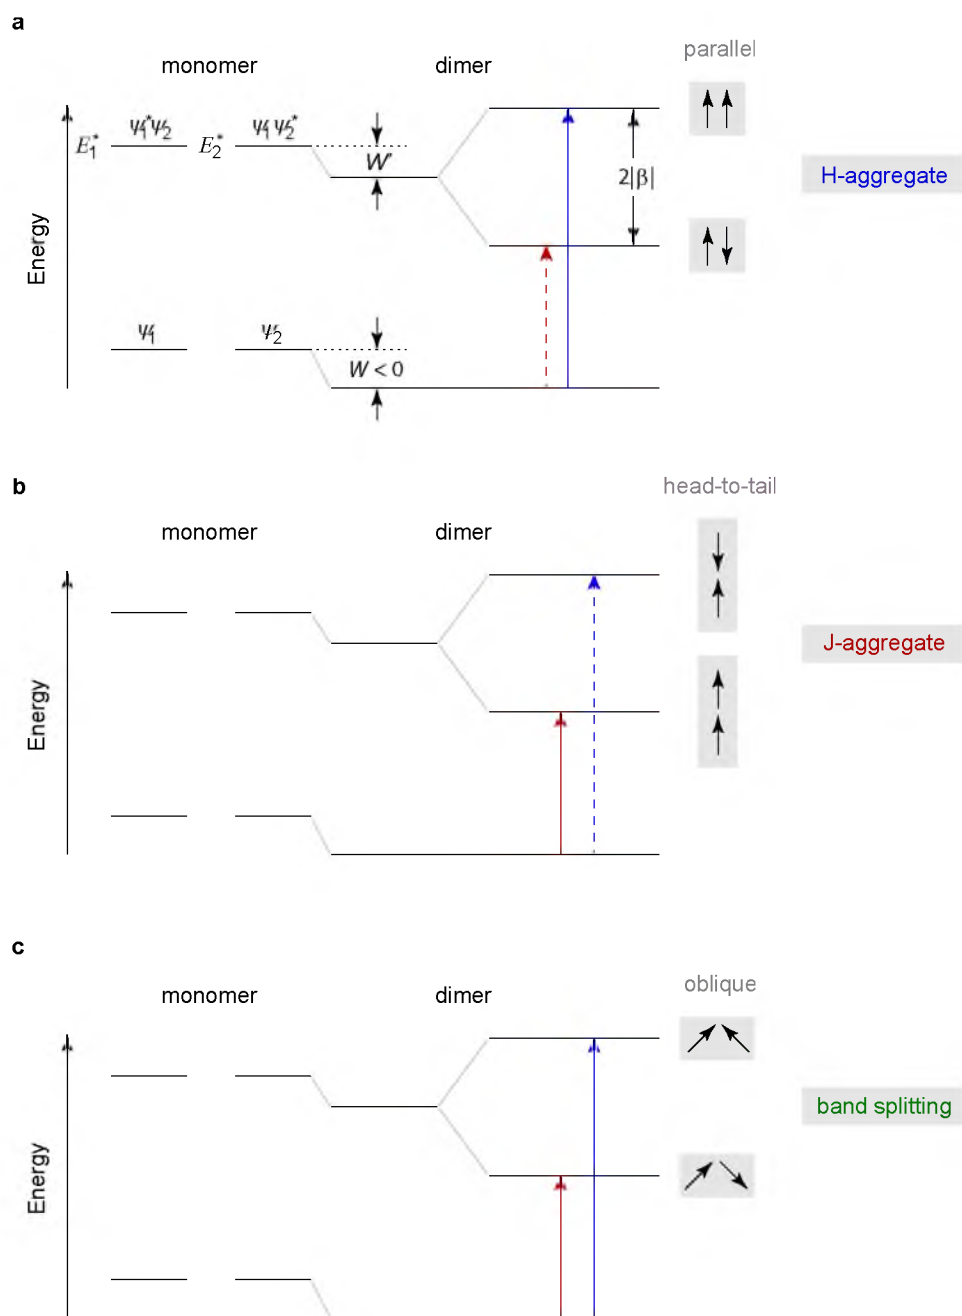 a
parallel
monomer dimer
E₁* ψ₁*ψ₂ E₂* ψ₁ψ₂*
W'
2|β|
H-aggregate
Energy
ψ₁ ψ₂
W < 0
b
head-to-tail
monomer dimer
J-aggregate
Energy
c
oblique
monomer dimer
band splitting
Energy